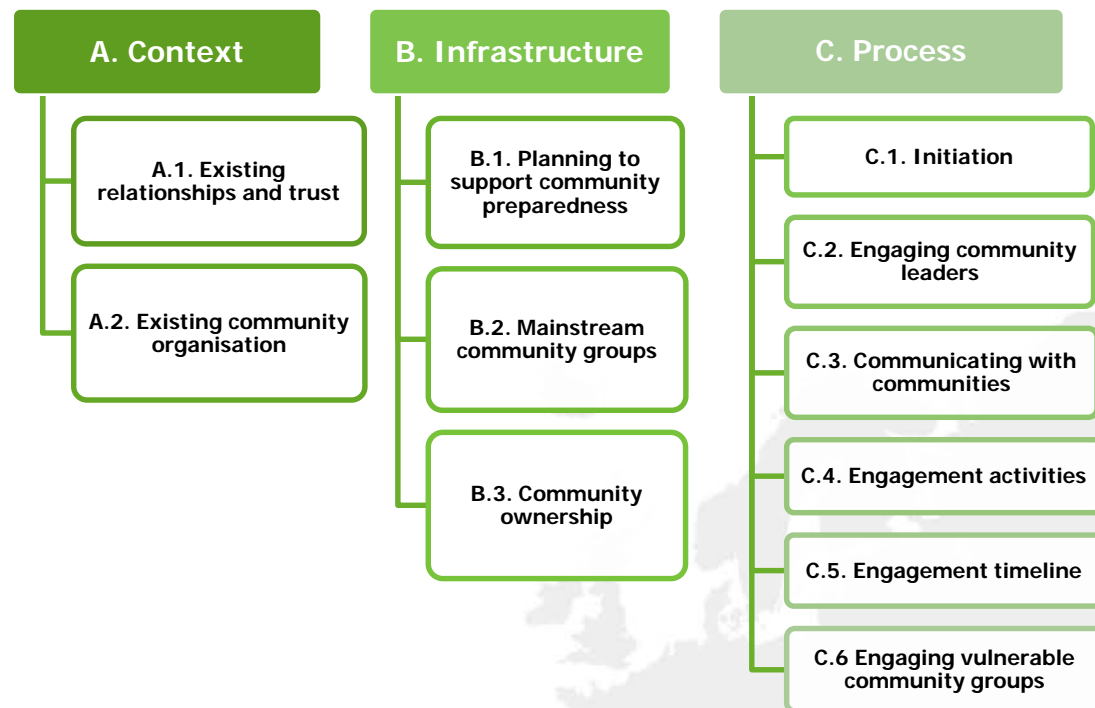 A. Context
A.1. Existing
relationships and trust
A.2. Existing community
organisation
B. Infrastructure
B.1. Planning to
support community
preparedness
B.2. Mainstream
community groups
B.3. Community
ownership
C. Process
C.1. Initiation
C.2. Engaging community
leaders
C.3. Communicating with
communities
C.4. Engagement activities
C.5. Engagement timeline
C.6 Engaging vulnerable
community groups